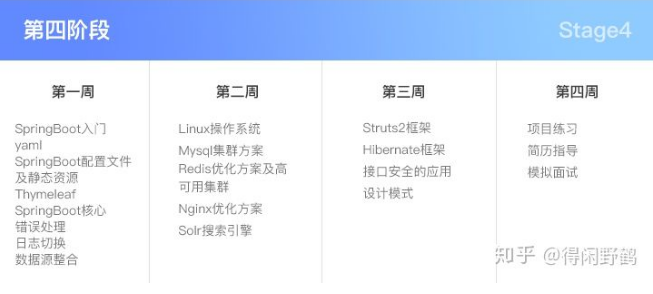 第四阶段
Stage4
第一周
SpringBoot入门
yaml
SpringBoot配置文件
及静态资源
Thymeleaf
SpringBoot核心
错误处理
日志切换
数据源整合
第二周
Linux操作系统
Mysql集群方案
Redis优化方案及高
可用集群
Nginx优化方案
Solr搜索引擎
第三周
Struts2框架
Hibernate框架
接口安全的应用
设计模式
第四周
项目练习
简历指导
模拟面试
知乎 @得闲野鹤